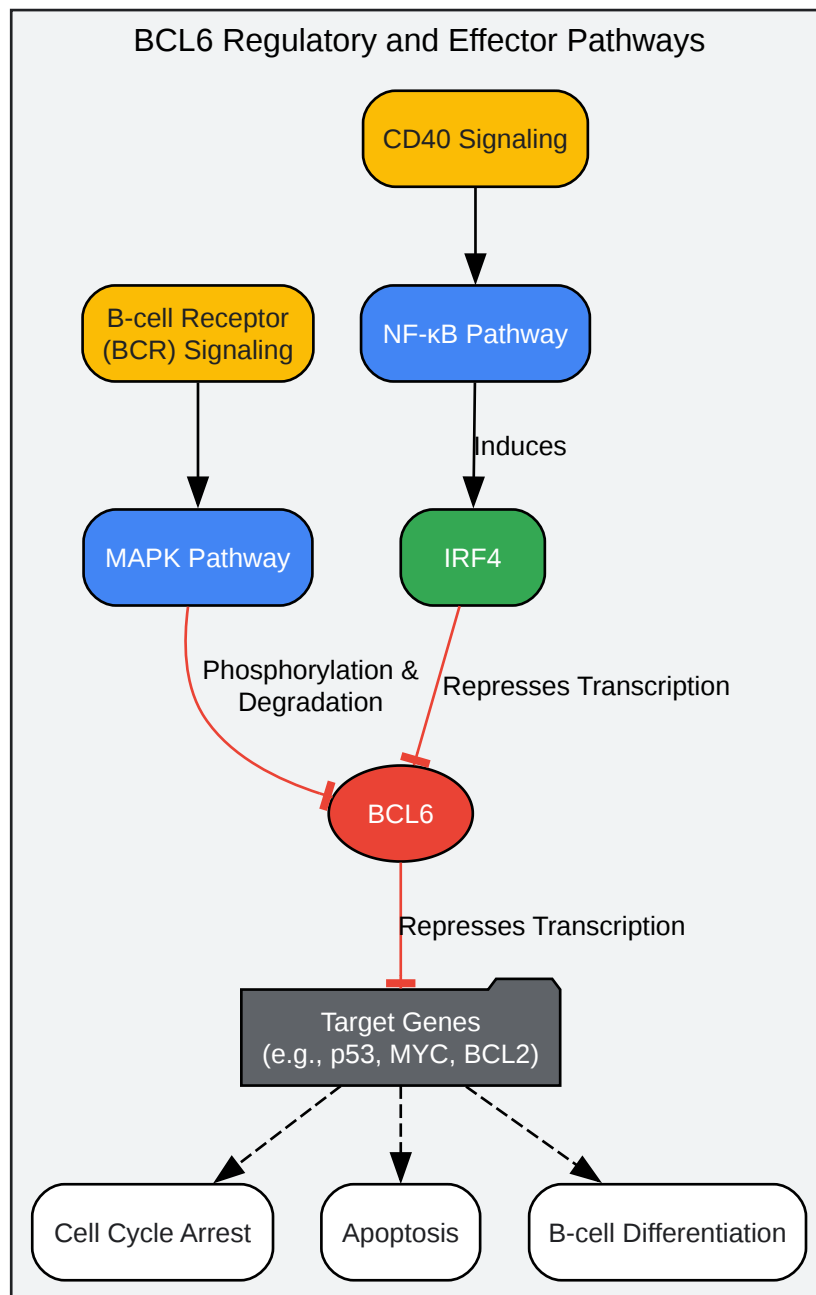 BCL6 Regulatory and Effector Pathways
CD40 Signaling
B-cell Receptor
(BCR) Signaling
NF-κB Pathway
Induces
MAPK Pathway
IRF4
Phosphorylation &
Degradation
Represses Transcription
BCL6
Represses Transcription
Target Genes
(e.g., p53, MYC, BCL2)
Cell Cycle Arrest
Apoptosis
B-cell Differentiation